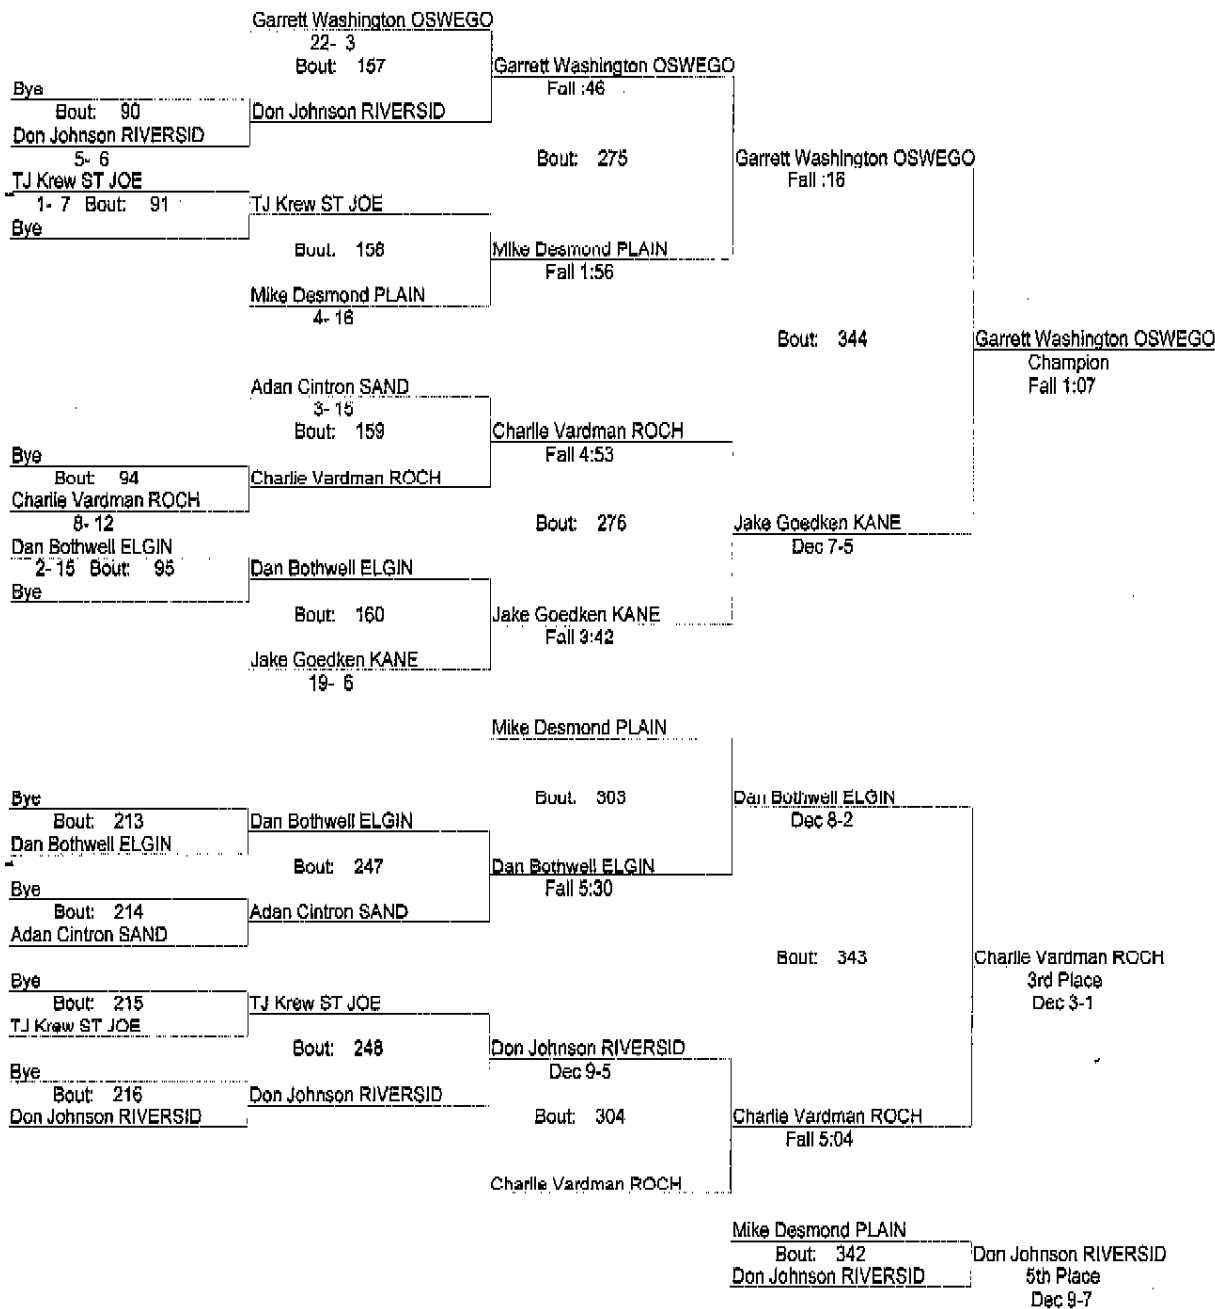 Garrett Washington OSWEGO
22- 3
Bout: 157
Garrett Washington OSWEGO
Fall :46
Bye
Bout: 90
Don Johnson RIVERSID
Don Johnson RIVERSID
5- 6
Bout: 275
Garrett Washington OSWEGO
Fall :16
TJ Krew ST JOE
1- 7 Bout: 91
TJ Krew ST JOE
Bye
Bout: 158
Mike Desmond PLAIN
Fall 1:56
Mike Desmond PLAIN
4- 16
Bout: 344
Garrett Washington OSWEGO
Champion
Fall 1:07
Adan Cintron SAND
3- 15
Bout: 159
Charlie Vardman ROCH
Fall 4:53
Bye
Bout: 94
Charlie Vardman ROCH
Charlie Vardman ROCH
8- 12
Bout: 276
Jake Goedken KANE
Dec 7-5
Dan Bothwell ELGIN
2- 15 Bout: 95
Dan Bothwell ELGIN
Bye
Bout: 160
Jake Goedken KANE
Fall 3:42
Jake Goedken KANE
19- 6
Mike Desmond PLAIN
Bout: 303
Dan Bothwell ELGIN
Dec 8-2
Bye
Bout: 213
Dan Bothwell ELGIN
Dan Bothwell ELGIN
Bout: 247
Dan Bothwell ELGIN
Fall 5:30
Bye
Bout: 214
Adan Cintron SAND
Adan Cintron SAND
Bout: 343
Charlie Vardman ROCH
3rd Place
Dec 3-1
Bye
Bout: 215
TJ Krew ST JOE
TJ Krew ST JOE
Bout: 248
Don Johnson RIVERSID
Dec 9-5
Bye
Bout: 216
Don Johnson RIVERSID
Don Johnson RIVERSID
Bout: 304
Charlie Vardman ROCH
Fall 5:04
Charlie Vardman ROCH
Mike Desmond PLAIN
Bout: 342
Don Johnson RIVERSID
Don Johnson RIVERSID
5th Place
Dec 9-7